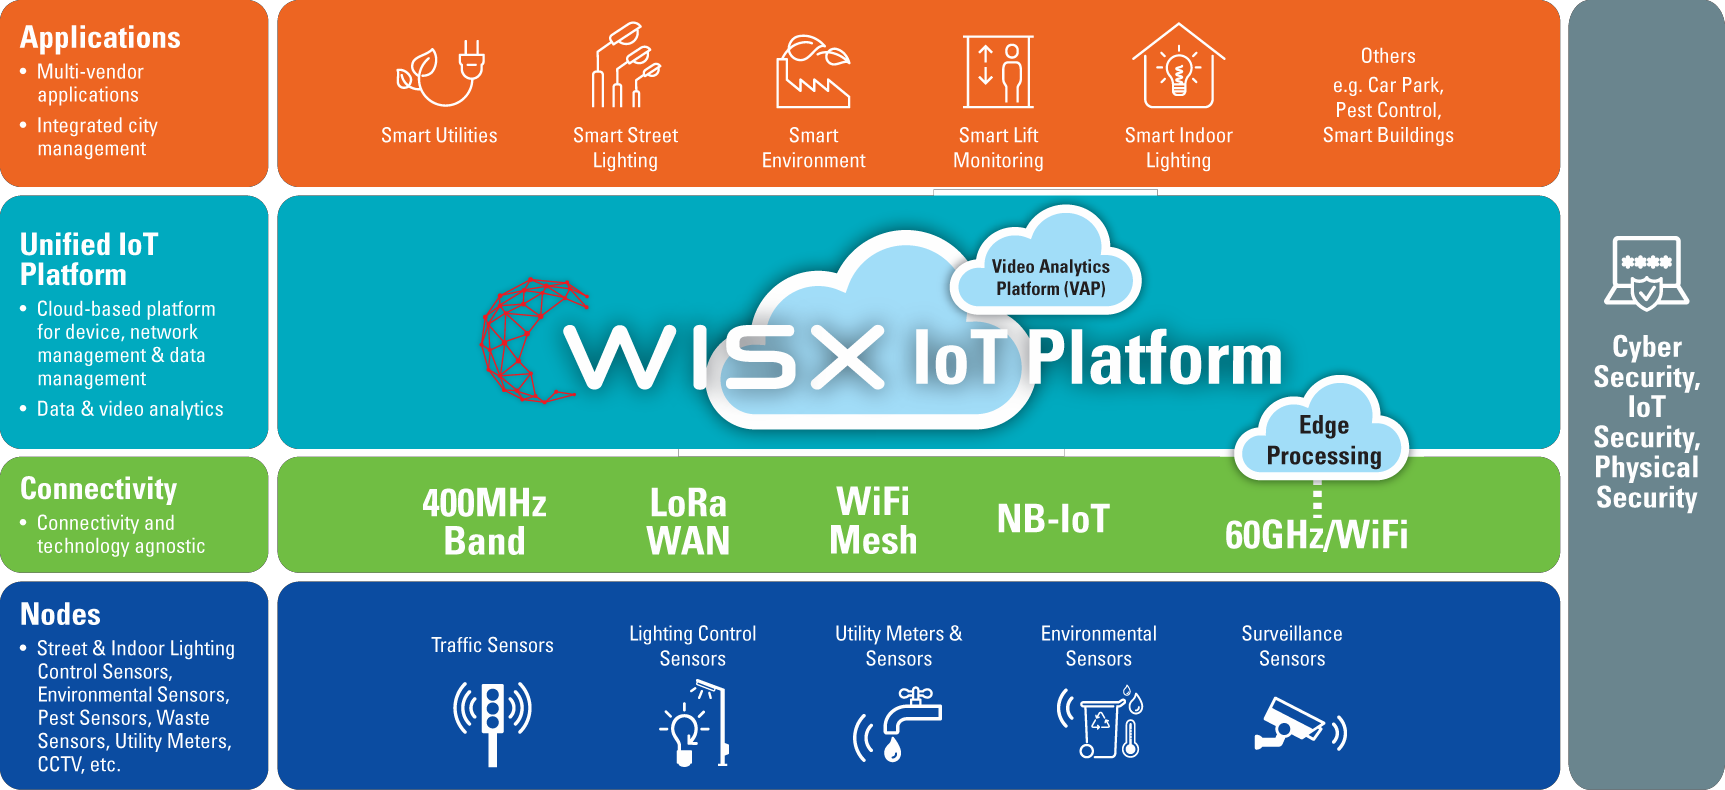 Applications
• Multi-vendor
applications
• Integrated city
management
Smart Utilities
Smart Street
Lighting
Smart
Environment
Smart Lift
Monitoring
Smart Indoor
Lighting
Others
e.g. Car Park,
Pest Control,
Smart Buildings
Unified IoT
Platform
• Cloud-based platform
for device, network
management & data
management
• Data & video analytics
Video Analytics
Platform (VAP)
WISX IoT Platform
Edge
Processing
Connectivity
• Connectivity and
technology agnostic
400MHz
Band
LoRa
WAN
WiFi
Mesh
NB-IoT
60GHz/WiFi
Nodes
• Street & Indoor Lighting
Control Sensors,
Environmental Sensors,
Pest Sensors, Waste
Sensors, Utility Meters,
CCTV, etc.
Traffic Sensors
Lighting Control
Sensors
Utility Meters &
Sensors
Environmental
Sensors
Surveillance
Sensors
****
Cyber
Security,
IoT
Security,
Physical
Security